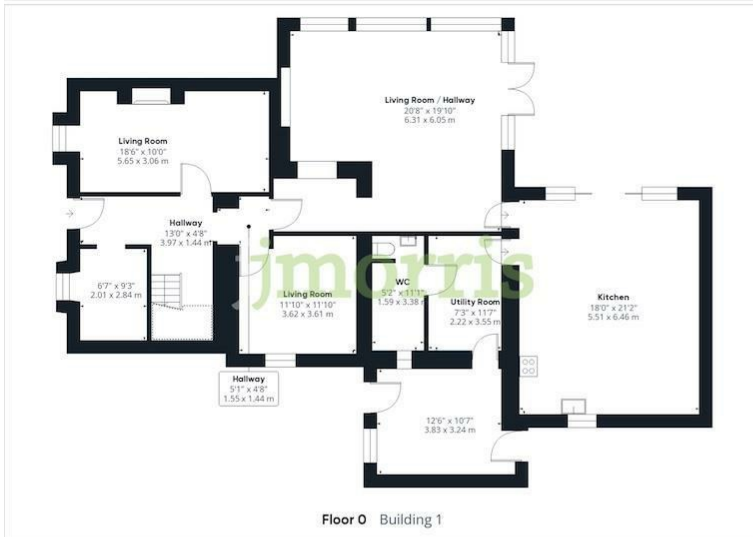 Living Room / Hallway
20'8" x 19'10"
6.31 x 6.05 m
Living Room
18'6" x 10'0"
5.65 x 3.06 m
Hallway
13'0" x 4'8"
3.97 x 1.44 m
6'7" x 9'3"
2.01 x 2.84 m
jmorris
Living Room
11'10" x 11'10"
3.62 x 3.61 m
WC
5'2" x 11'1"
1.59 x 3.38 m
Utility Room
7'3" x 11'7"
2.22 x 3.55 m
Kitchen
18'0" x 21'2"
5.51 x 6.46 m
Hallway
5'1" x 4'8"
1.55 x 1.44 m
12'6" x 10'7"
3.83 x 3.24 m
Floor 0 Building 1